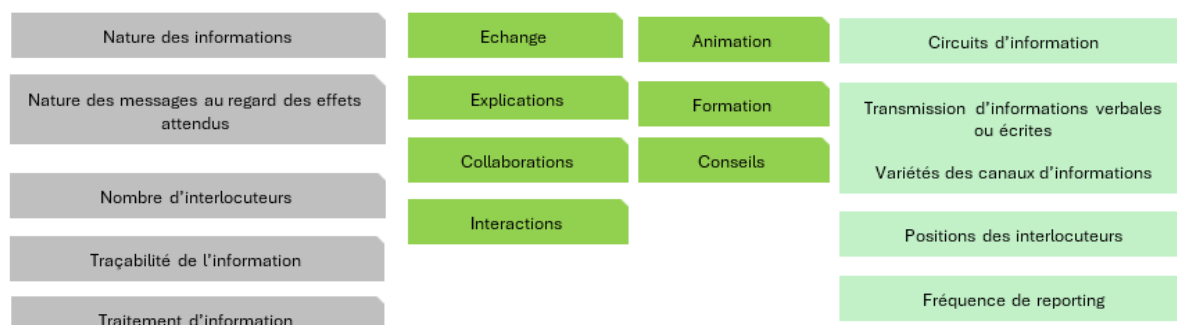 Nature des informations
Nature des messages au regard des effets
attendus
Nombre d'interlocuteurs
Traçabilité de l'information
Traitement d'information
Echange
Explications
Collaborations
Interactions
Animation
Formation
Conseils
Circuits d'information
Transmission d'informations verbales
ou écrites
Variétés des canaux d'informations
Positions des interlocuteurs
Fréquence de reporting